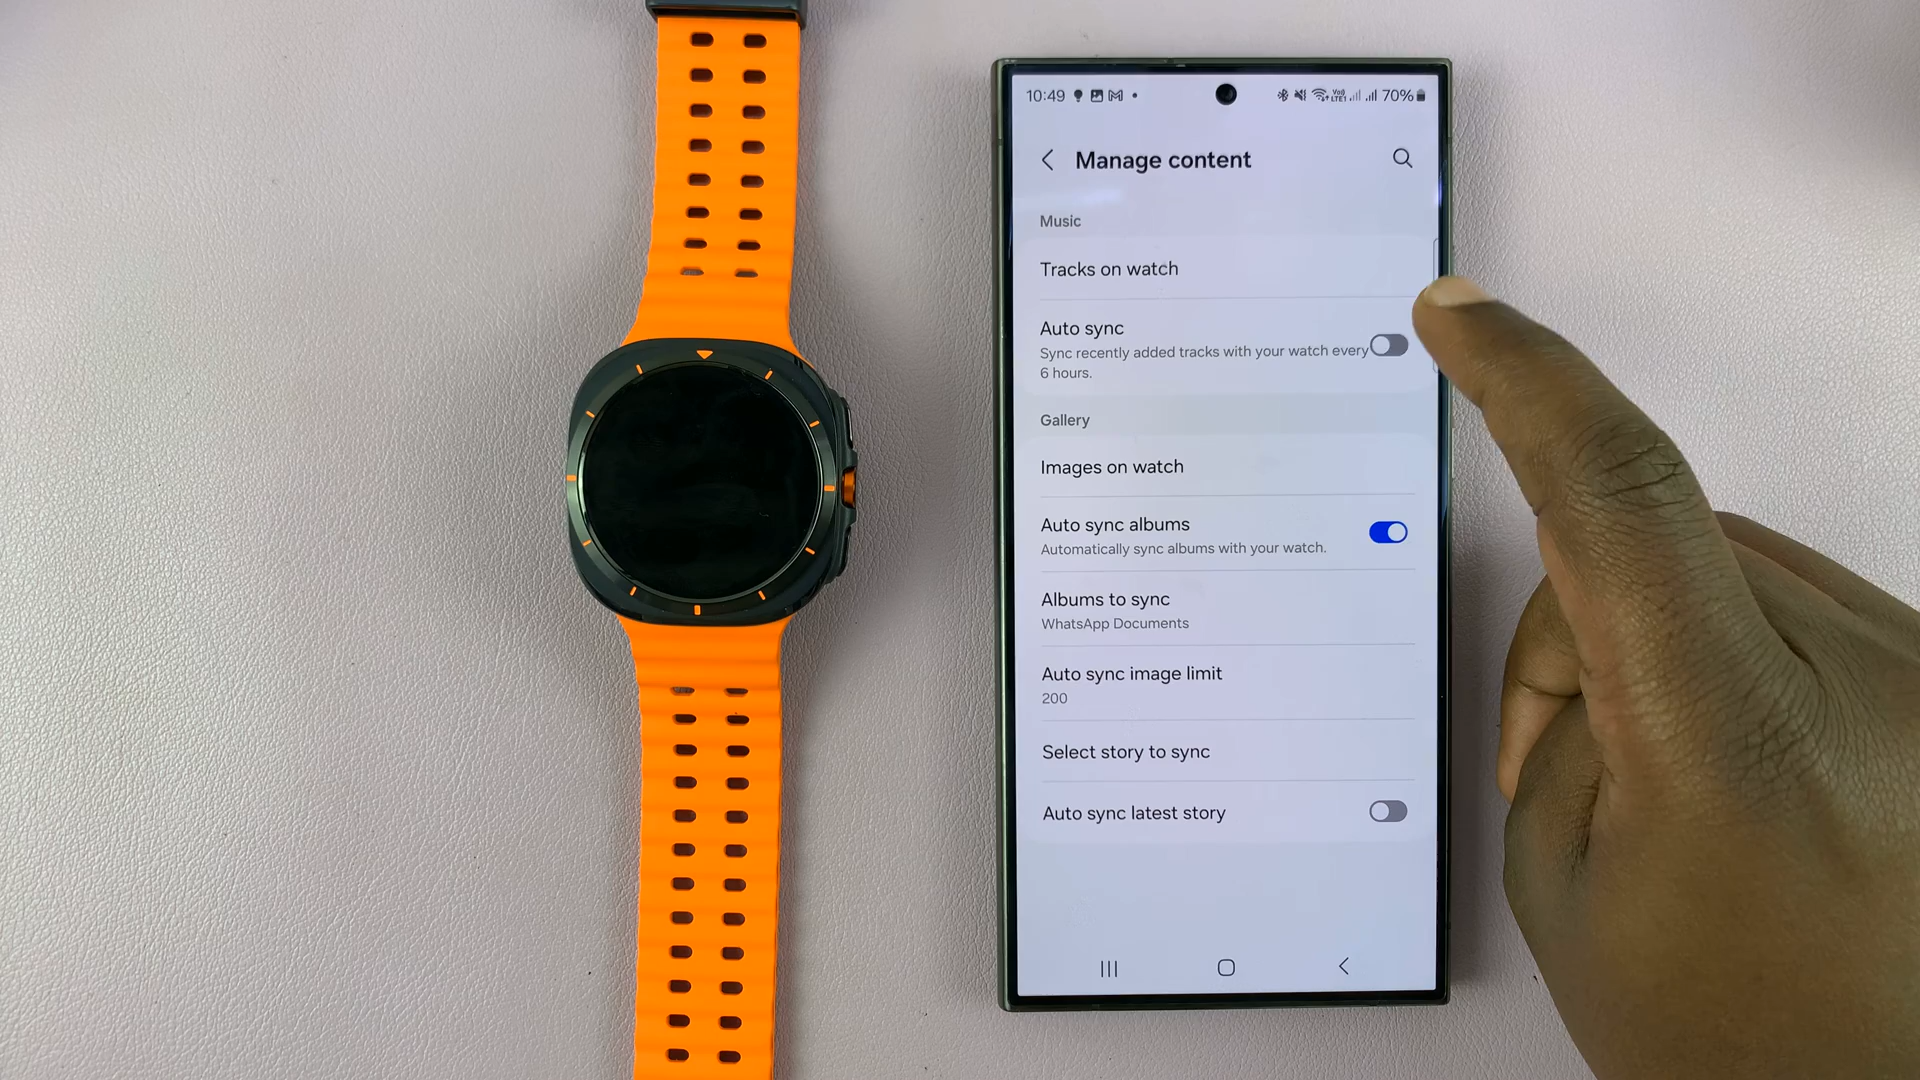 10:49 70%
Manage content
Music
Tracks on watch
Auto sync
Sync recently added tracks with your watch every
6 hours.
Gallery
Images on watch
Auto sync albums
Automatically sync albums with your watch.
Albums to sync
WhatsApp Documents
Auto sync image limit
200
Select story to sync
Auto sync latest story